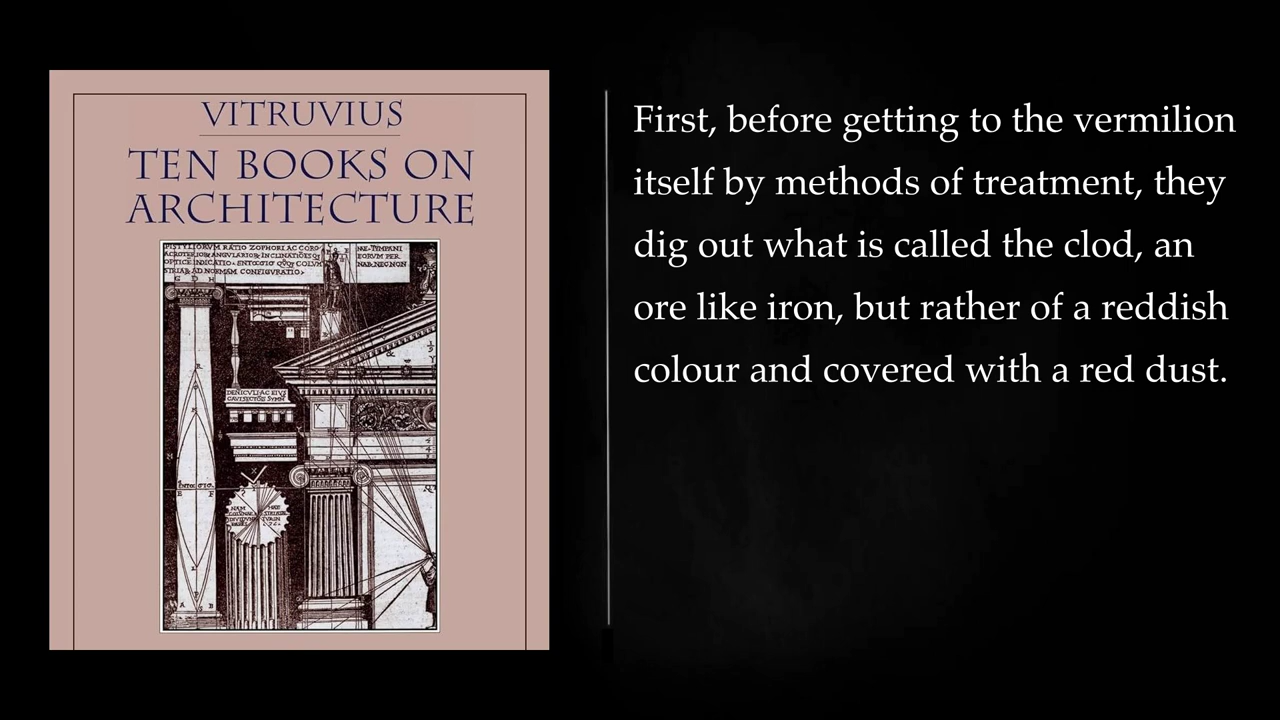 VITRUVIUS
TEN BOOKS ON
ARCHITECTURE
First, before getting to the vermilion
itself by methods of treatment, they
dig out what is called the clod, an
ore like iron, but rather of a reddish
colour and covered with a red dust.